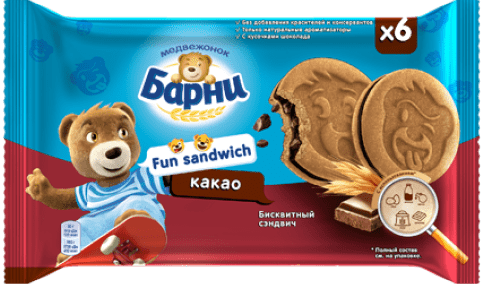 ✓ Без добавления красителей и консервантов
✓ Только натуральные ароматизаторы
✓ С кусочками шоколада
x6
медвежонок
Барни
Fun sandwich
какао
Бисквитный
сэндвич
* Полный состав
см. на упаковке